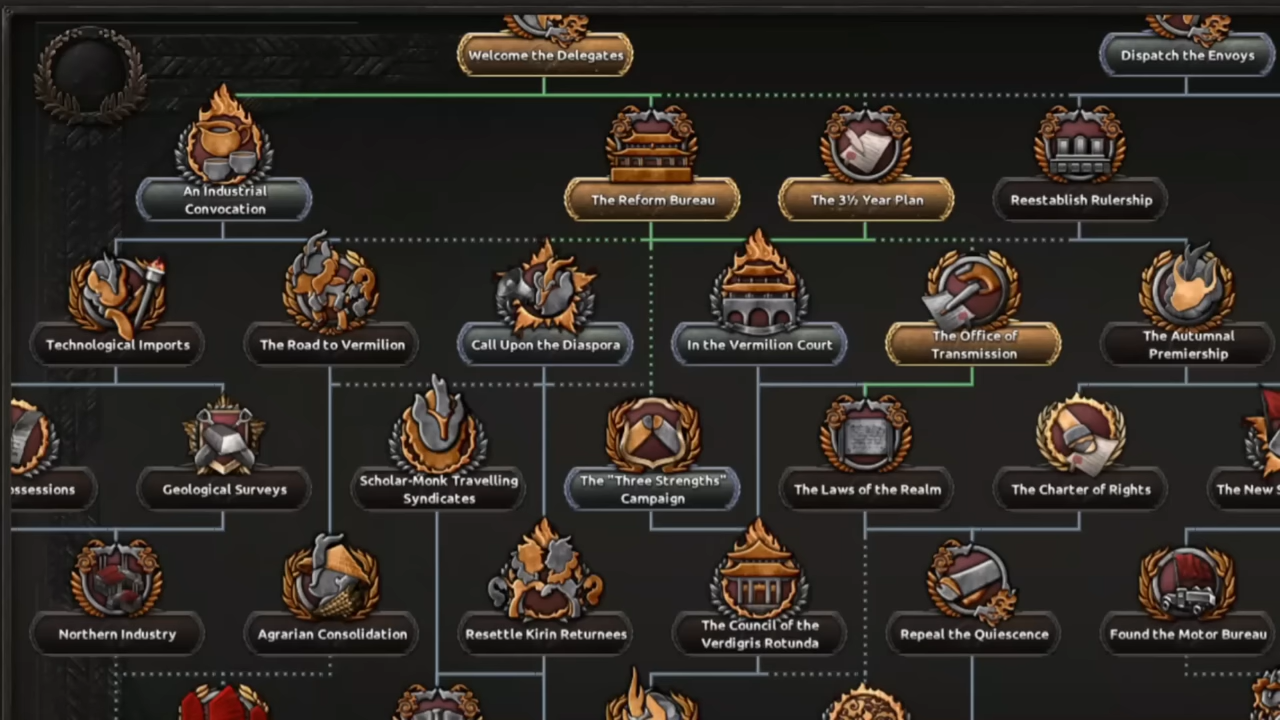 Welcome the Delegates
Dispatch the Envoys
An Industrial
Convocation
The Reform Bureau
The 3½ Year Plan
Reestablish Rulership
Technological Imports
The Road to Vermilion
Call Upon the Diaspora
In the Vermilion Court
The Office of
Transmission
The Autumnal
Premiership
ossessions
Geological Surveys
Scholar-Monk Travelling
Syndicates
The "Three Strengths"
Campaign
The Laws of the Realm
The Charter of Rights
The New S
Northern Industry
Agrarian Consolidation
Resettle Kirin Returnees
The Council of the
Verdigris Rotunda
Repeal the Quiescence
Found the Motor Bureau